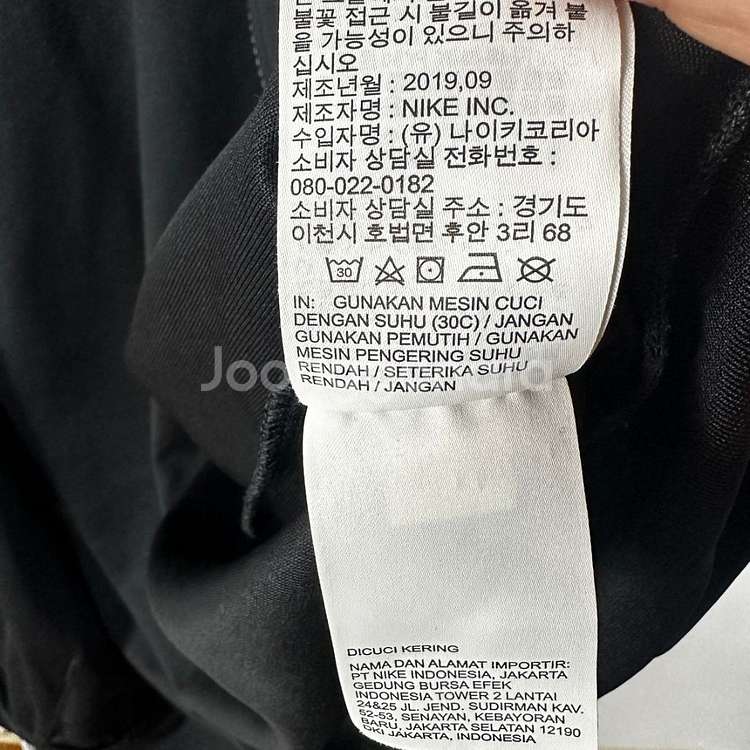 불꽃 접근 시 불길이 옮겨 붙
을 가능성이 있으니 주의하
십시오
제조년월 : 2019,09
제조자명 : NIKE INC.
수입자명 : (유) 나이키코리아
소비자 상담실 전화번호 :
080-022-0182
소비자 상담실 주소 : 경기도
이천시 호법면 후안 3리 68
30
IN: GUNAKAN MESIN CUCI
DENGAN SUHU (30C) / JANGAN
GUNAKAN PEMUTIH / GUNAKAN
MESIN PENGERING SUHU
RENDAH / SETERIKA SUHU
RENDAH / JANGAN
DICUCI KERING
NAMA DAN ALAMAT IMPORTIR:
PT NIKE INDONESIA, JAKARTA
GEDUNG BURSA EFEK
INDONESIA TOWER 2 LANTAI
24&25 JL. JEND. SUDIRMAN KAV.
52-53, SENAYAN, KEBAYORAN
BARU, JAKARTA SELATAN 12190
DKI JAKARTA, INDONESIA